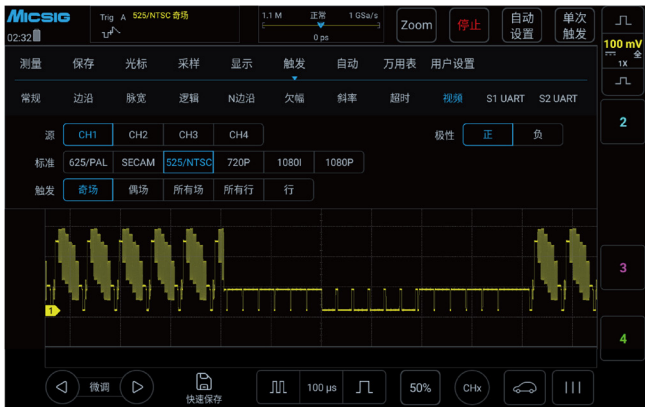 MICSIG Trig A 525/NTSC 奇场 1.1 M 正常 1 GSa/s Zoom 停止 自动设置 单次触发
02:32 0 ps
100 mV
全
1X
测量 保存 光标 采样 显示 触发 自动 万用表 用户设置
常规 边沿 脉宽 逻辑 N边沿 欠幅 斜率 超时 视频 S1 UART S2 UART
2
源 CH1 CH2 CH3 CH4 极性 正 负
标准 625/PAL SECAM 525/NTSC 720P 1080I 1080P
触发 奇场 偶场 所有场 所有行 行
3
1
4
微调 快速保存 100 μs 50% CHx